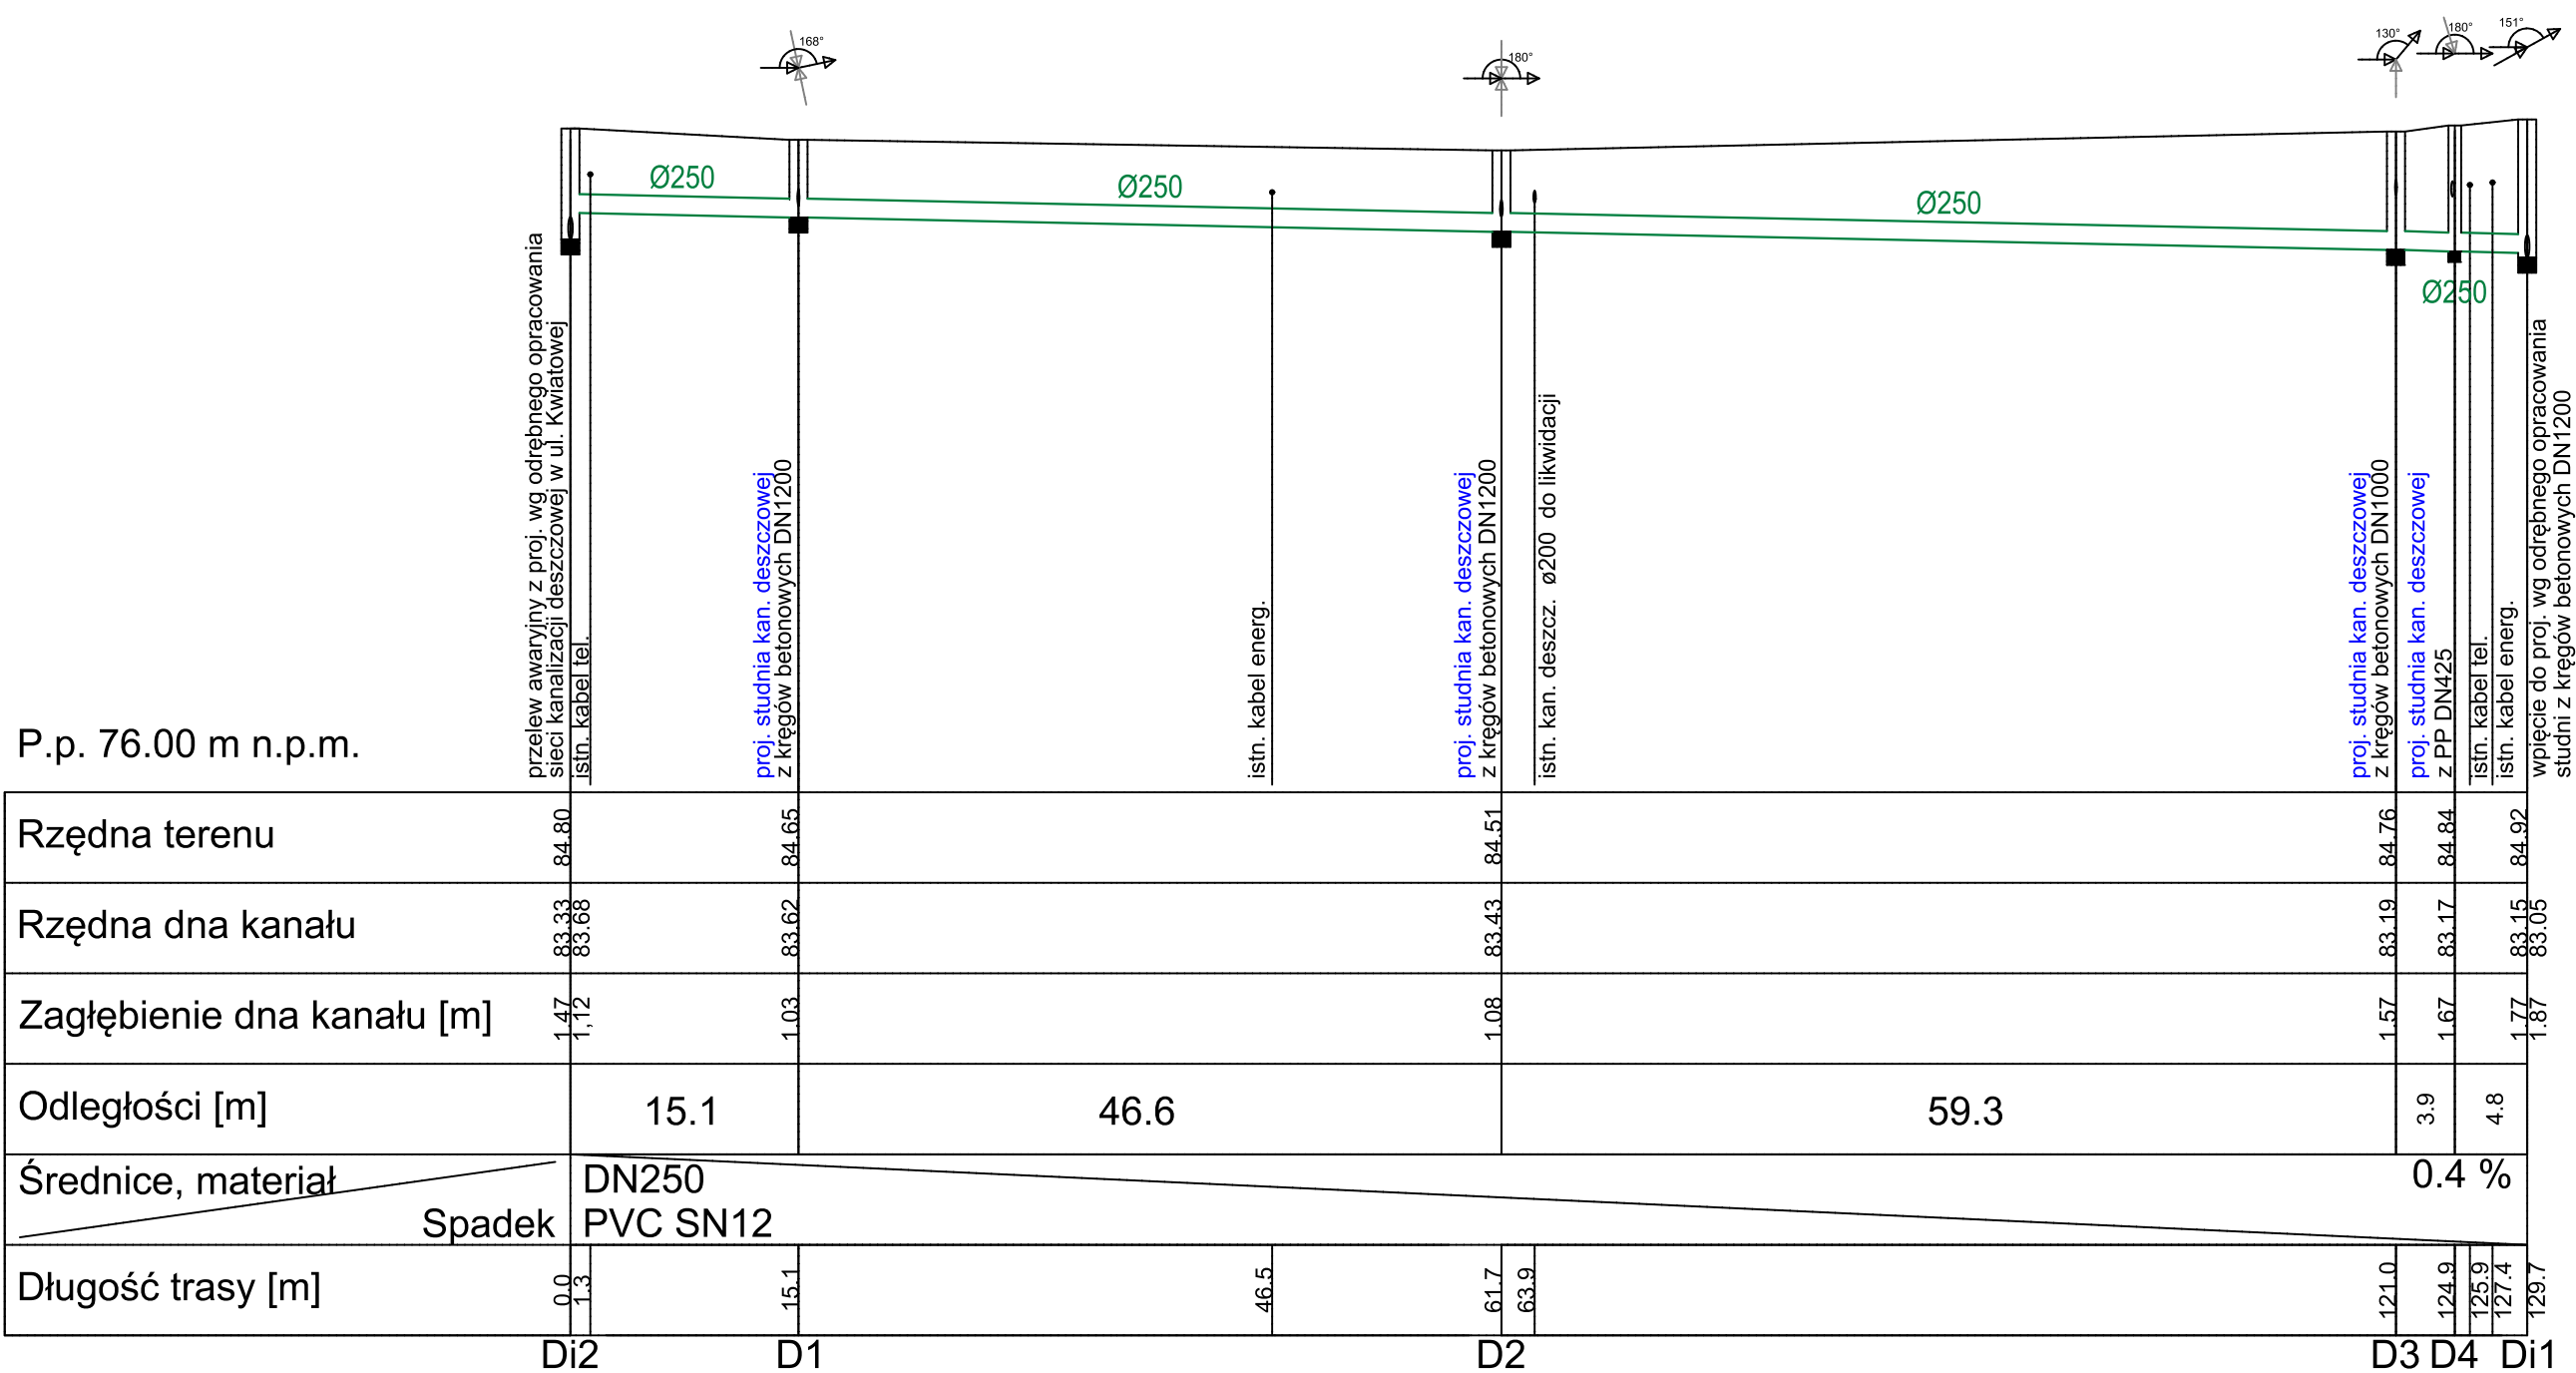 168°
180°
130°
180°
151°
Ø250
Ø250
Ø250
Ø250
przelew awaryjny z proj. wg odrębnego opracowania
sieci kanalizacji deszczowej w ul. Kwiatowej
istn. kabel tel.
proj. studnia kan. deszczowej
z kręgów betonowych DN1200
istn. kabel energ.
proj. studnia kan. deszczowej
z kręgów betonowych DN1200
istn. kan. deszcz. ø200 do likwidacji
proj. studnia kan. deszczowej
z kręgów betonowych DN1000
proj. studnia kan. deszczowej
z PP DN425
istn. kabel tel.
istn. kabel energ.
wpięcie do proj. wg odrębnego opracowania
studni z kręgów betonowych DN1200
P.p. 76.00 m n.p.m.
Rzędna terenu 84.80 84.65 84.51 84.76 84.84 84.92
Rzędna dna kanału 83.33 83.68 83.62 83.43 83.19 83.17 83.15 83.05
Zagłębienie dna kanału [m] 1.47 1,12 1.03 1.08 1.57 1.67 1.77 1.87
Odległości [m] 15.1 46.6 59.3 3.9 4.8
Średnice, materiał DN250 0.4 %
Spadek PVC SN12
Długość trasy [m] 0.0 1.3 15.1 46.5 61.7 63.9 121.0 124.9 125.9 127.4 129.7
Di2 D1 D2 D3 D4 Di1